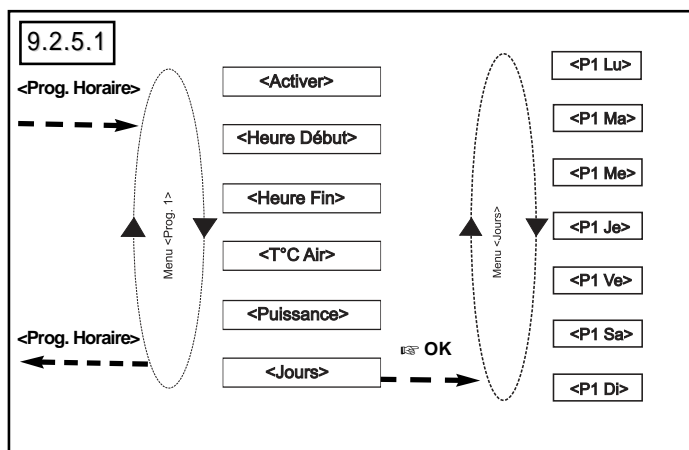 9.2.5.1
<Prog. Horaire>
Menu <Prog. 1>
<Prog. Horaire>
<Activer>
<Heure Début>
<Heure Fin>
<T°C Air>
<Puissance>
<Jours>
☞ OK
Menu <Jours>
<P1 Lu>
<P1 Ma>
<P1 Me>
<P1 Je>
<P1 Ve>
<P1 Sa>
<P1 Di>